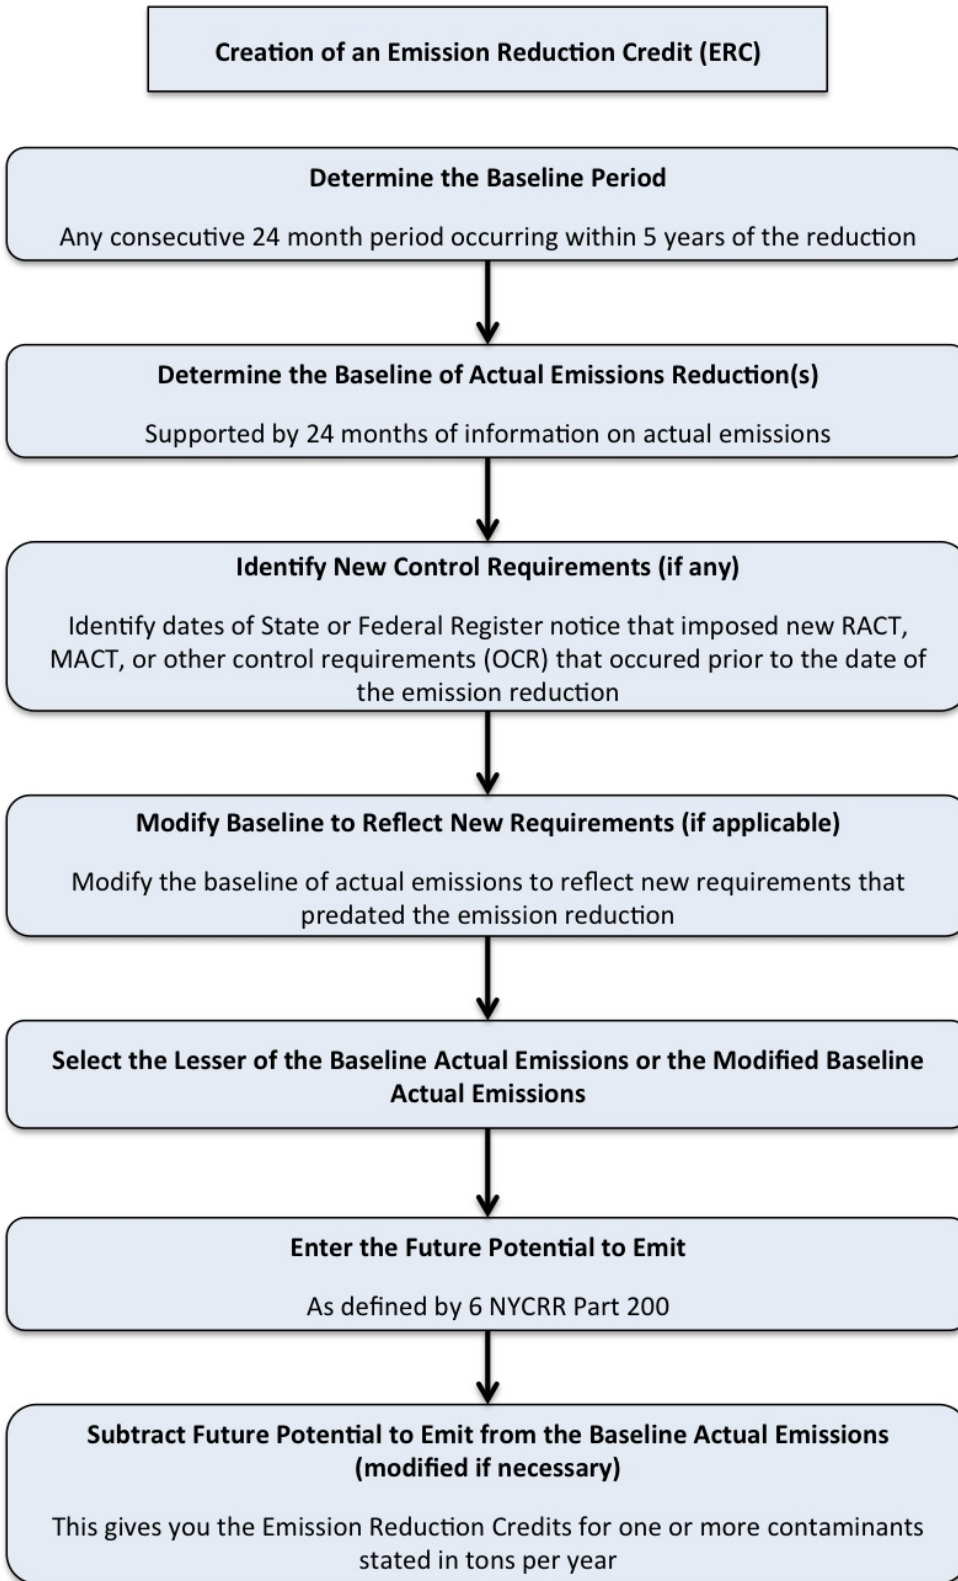 Creation of an Emission Reduction Credit (ERC)
Determine the Baseline Period
Any consecutive 24 month period occurring within 5 years of the reduction
Determine the Baseline of Actual Emissions Reduction(s)
Supported by 24 months of information on actual emissions
Identify New Control Requirements (if any)
Identify dates of State or Federal Register notice that imposed new RACT,
MACT, or other control requirements (OCR) that occured prior to the date of
the emission reduction
Modify Baseline to Reflect New Requirements (if applicable)
Modify the baseline of actual emissions to reflect new requirements that
predated the emission reduction
Select the Lesser of the Baseline Actual Emissions or the Modified Baseline
Actual Emissions
Enter the Future Potential to Emit
As defined by 6 NYCRR Part 200
Subtract Future Potential to Emit from the Baseline Actual Emissions
(modified if necessary)
This gives you the Emission Reduction Credits for one or more contaminants
stated in tons per year